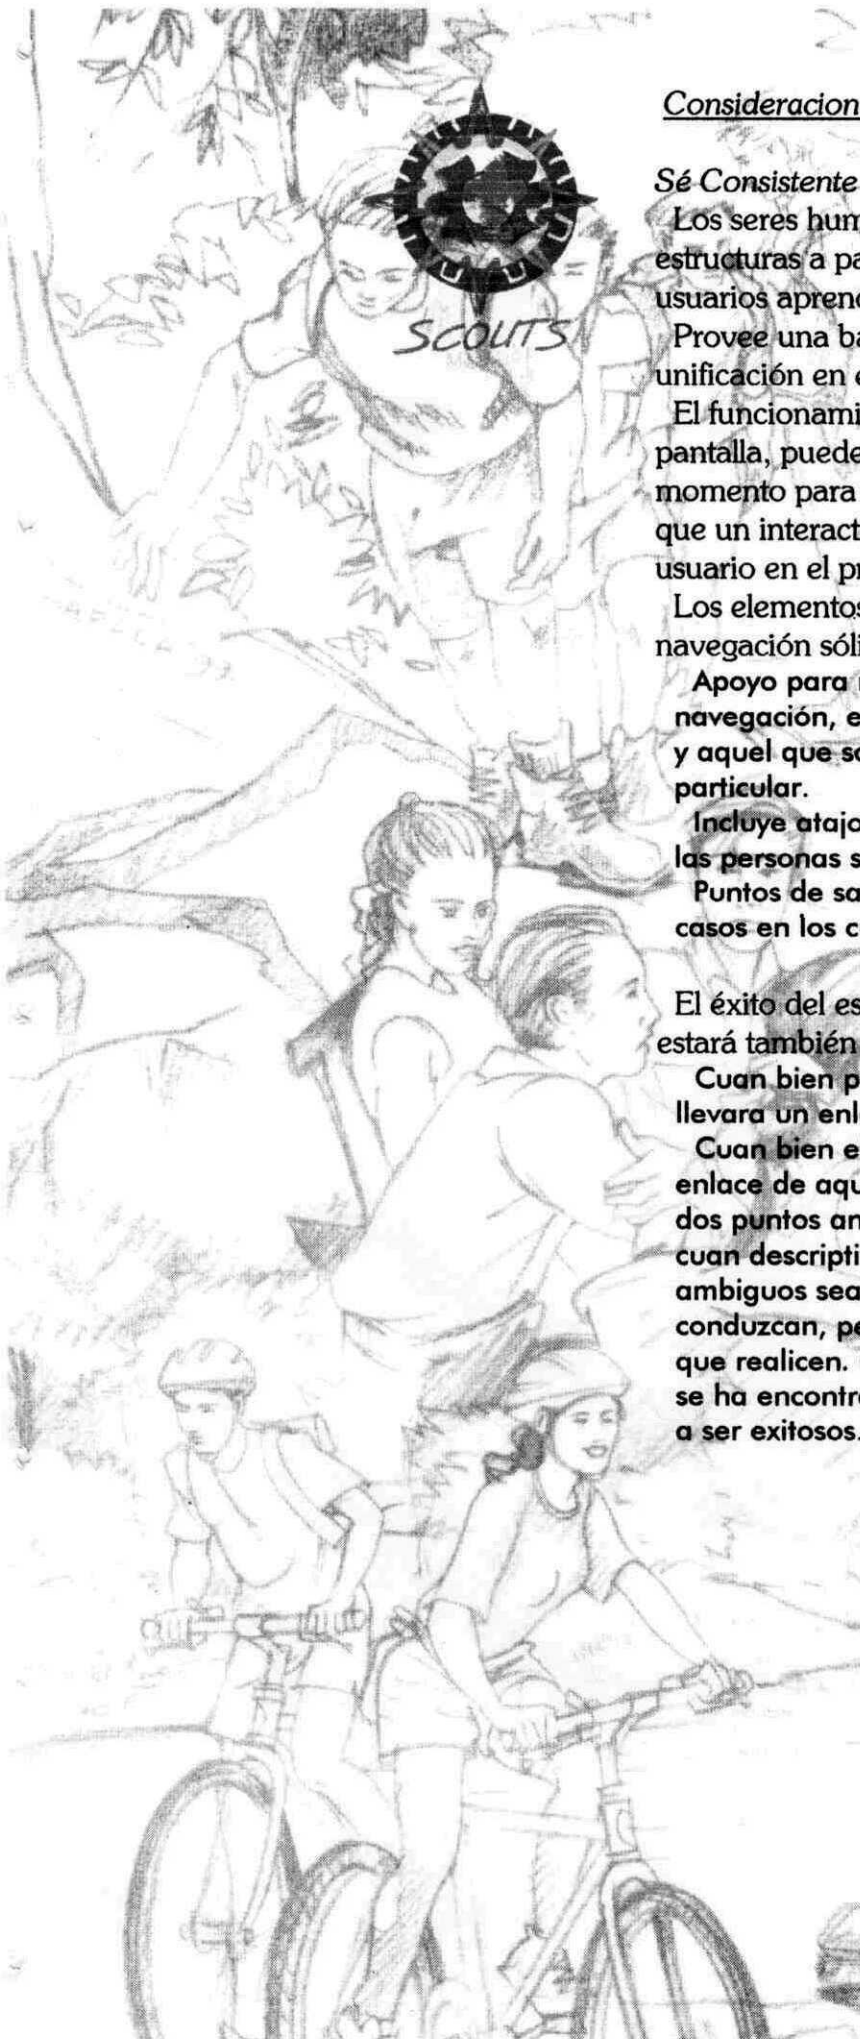 SCOUTS
Consideracion
Sé Consistente
Los seres hum
estructuras a pa
usuarios aprend
Provee una ba
unificación en e
El funcionami
pantalla, puede
momento para
que un interact
usuario en el pr
Los elementos
navegación sóli
Apoyo para
navegación, e
y aquel que so
particular.
Incluye atajo
las personas s
Puntos de sa
casos en los c
El éxito del es
estará también
Cuan bien p
llevara un enl
Cuan bien e
enlace de aqu
dos puntos an
cuan descripti
ambiguos sea
conduzcan, pe
que realicen.
se ha encontr
a ser exitosos.